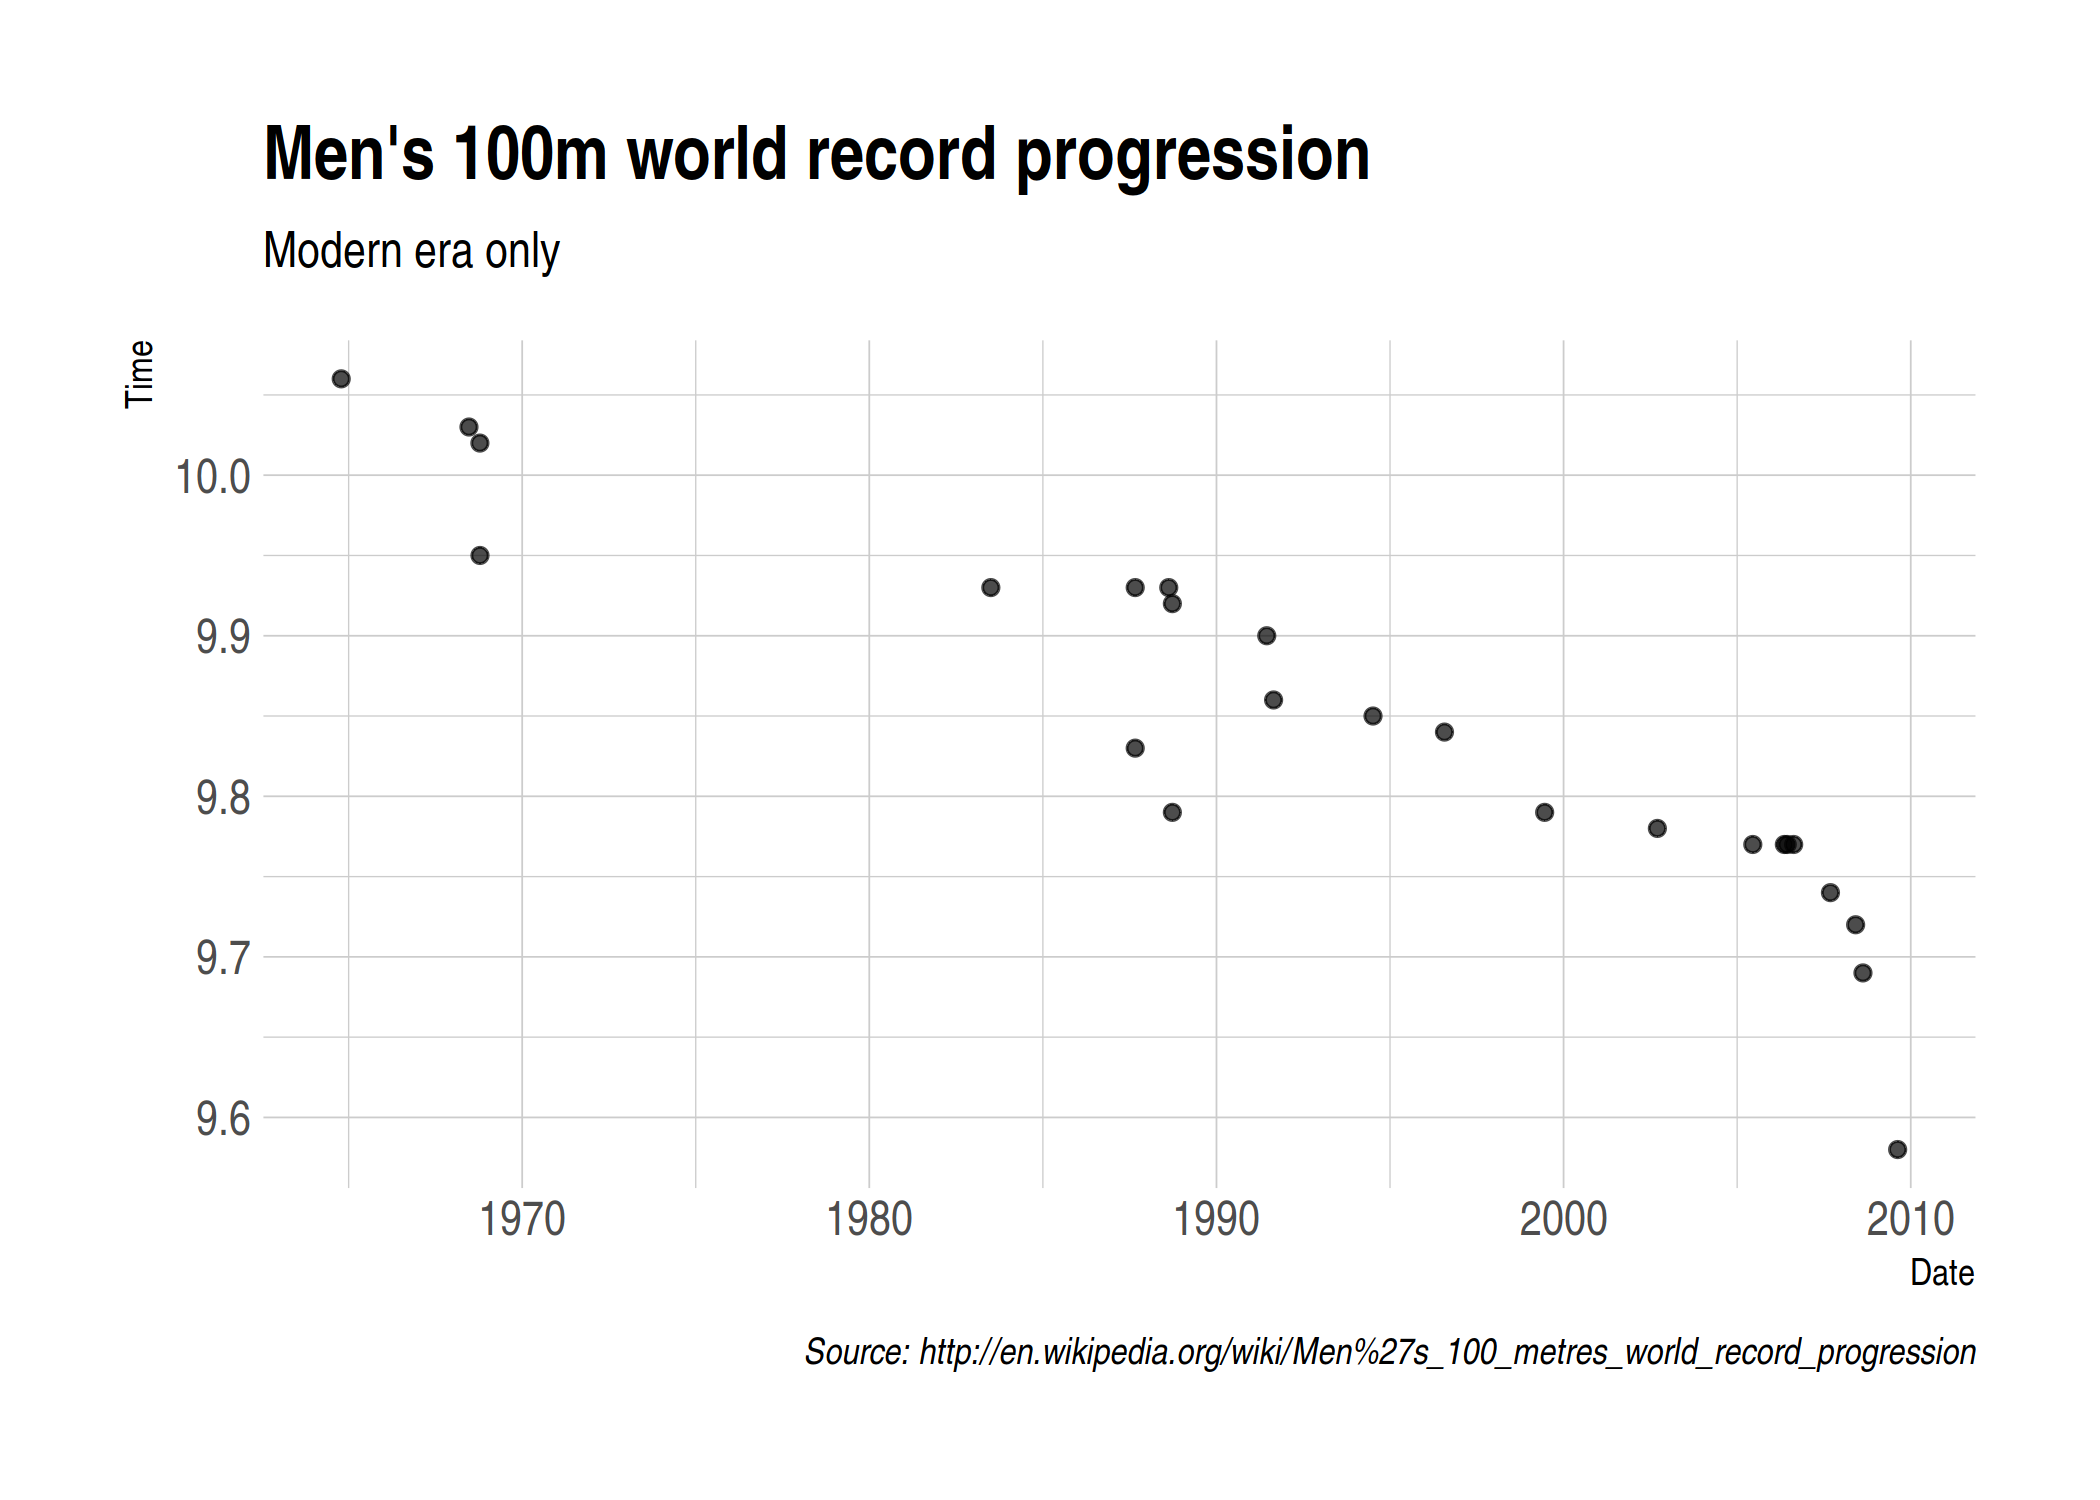 Men's 100m world record progression
Modern era only
Time
10.0
9.9
9.8
9.7
9.6
1970 1980 1990 2000 2010
Date
Source: http://en.wikipedia.org/wiki/Men%27s_100_metres_world_record_progression